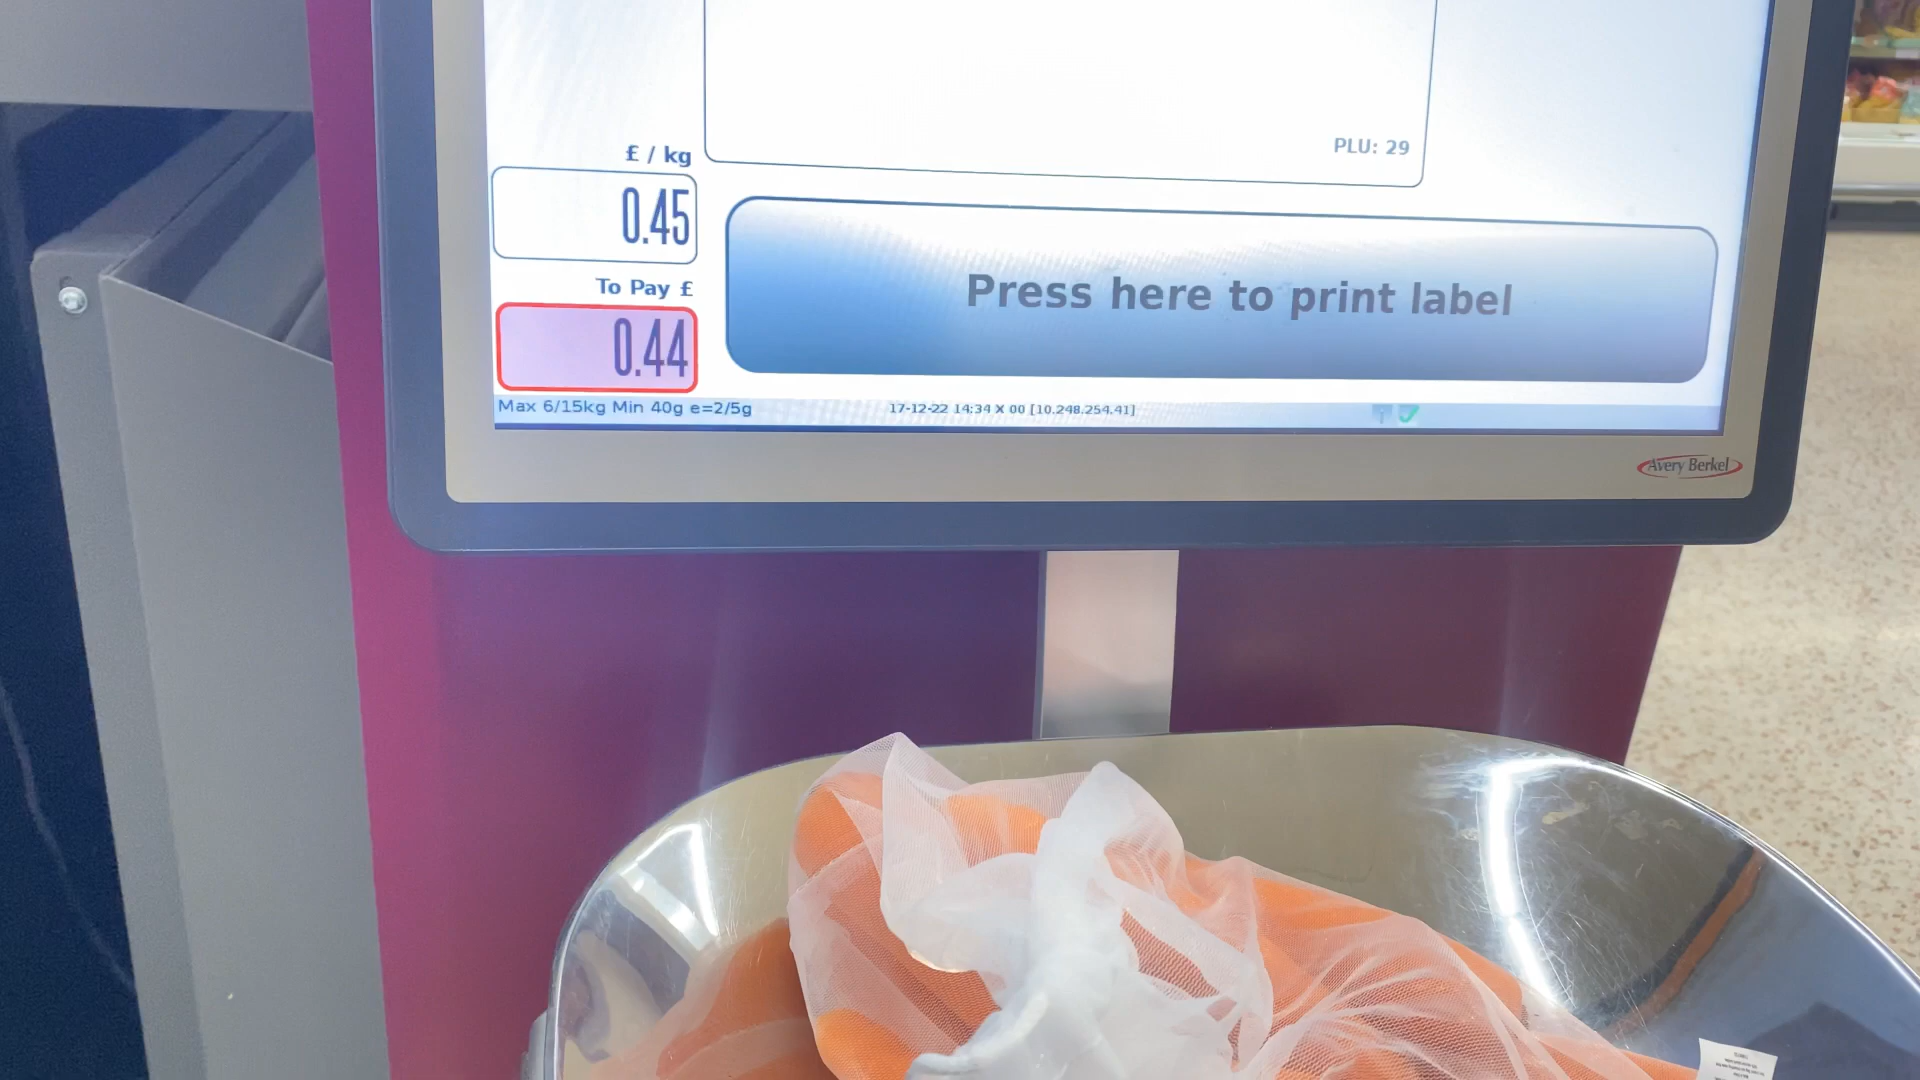 PLU: 29
£ / kg
0.45
To Pay £
0.44
Press here to print label
Max 6/15kg Min 40g e=2/5g
17-12-22 14:34 X 00 [10.248.254.41]
Avery Berkel